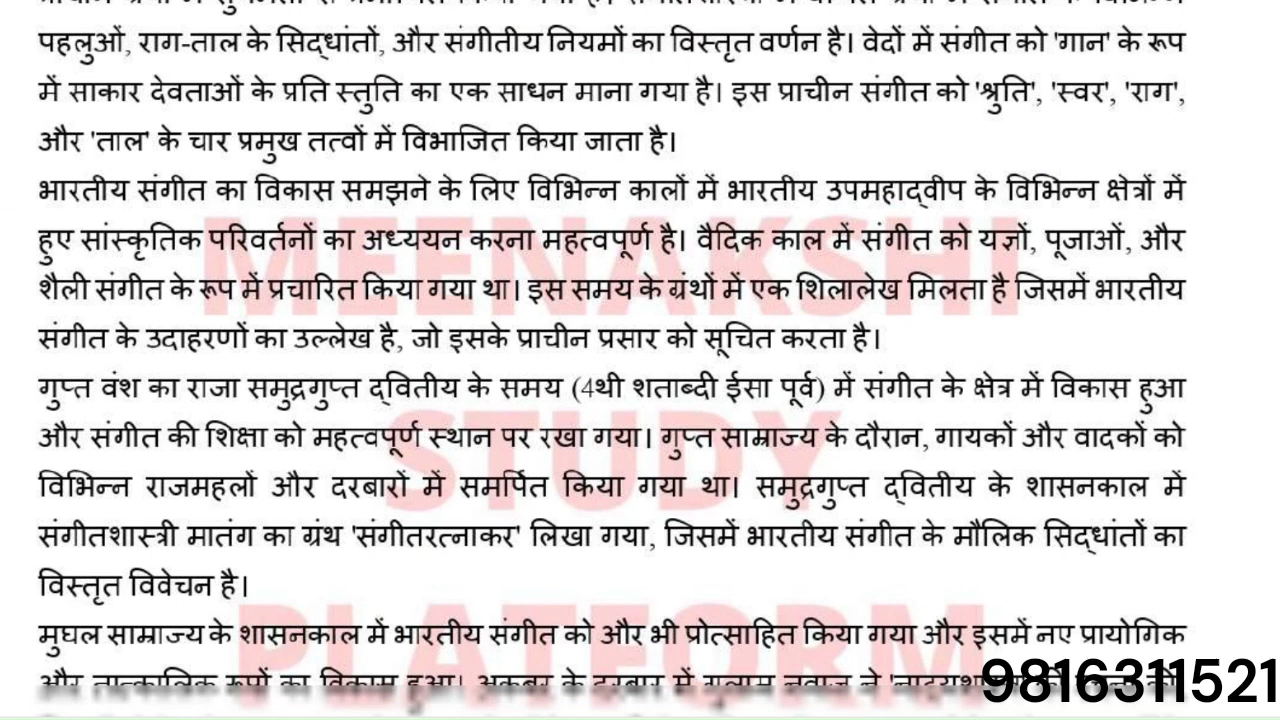 पहलुओं, राग-ताल के सिद्धांतों, और संगीतीय नियमों का विस्तृत वर्णन है। वेदों में संगीत को 'गान' के रूप
में साकार देवताओं के प्रति स्तुति का एक साधन माना गया है। इस प्राचीन संगीत को 'श्रुति', 'स्वर', 'राग',
और 'ताल' के चार प्रमुख तत्वों में विभाजित किया जाता है।
भारतीय संगीत का विकास समझने के लिए विभिन्न कालों में भारतीय उपमहाद्वीप के विभिन्न क्षेत्रों में
हुए सांस्कृतिक परिवर्तनों का अध्ययन करना महत्वपूर्ण है। वैदिक काल में संगीत को यज्ञों, पूजाओं, और
शैली संगीत के रूप में प्रचारित किया गया था। इस समय के ग्रंथों में एक शिलालेख मिलता है जिसमें भारतीय
संगीत के उदाहरणों का उल्लेख है, जो इसके प्राचीन प्रसार को सूचित करता है।
गुप्त वंश का राजा समुद्रगुप्त द्वितीय के समय (4थी शताब्दी ईसा पूर्व) में संगीत के क्षेत्र में विकास हुआ
और संगीत की शिक्षा को महत्वपूर्ण स्थान पर रखा गया। गुप्त साम्राज्य के दौरान, गायकों और वादकों को
विभिन्न राजमहलों और दरबारों में समर्पित किया गया था। समुद्रगुप्त द्वितीय के शासनकाल में
संगीतशास्त्री मातंग का ग्रंथ 'संगीतरत्नाकर' लिखा गया, जिसमें भारतीय संगीत के मौलिक सिद्धांतों का
विस्तृत विवेचन है।
मुघल साम्राज्य के शासनकाल में भारतीय संगीत को और भी प्रोत्साहित किया गया और इसमें नए प्रायोगिक
और तात्कालिक रूपों का विकास हुआ। अकबर के दरबार में
9816311521
MEENAKSHI
STUDY
PLATFORM